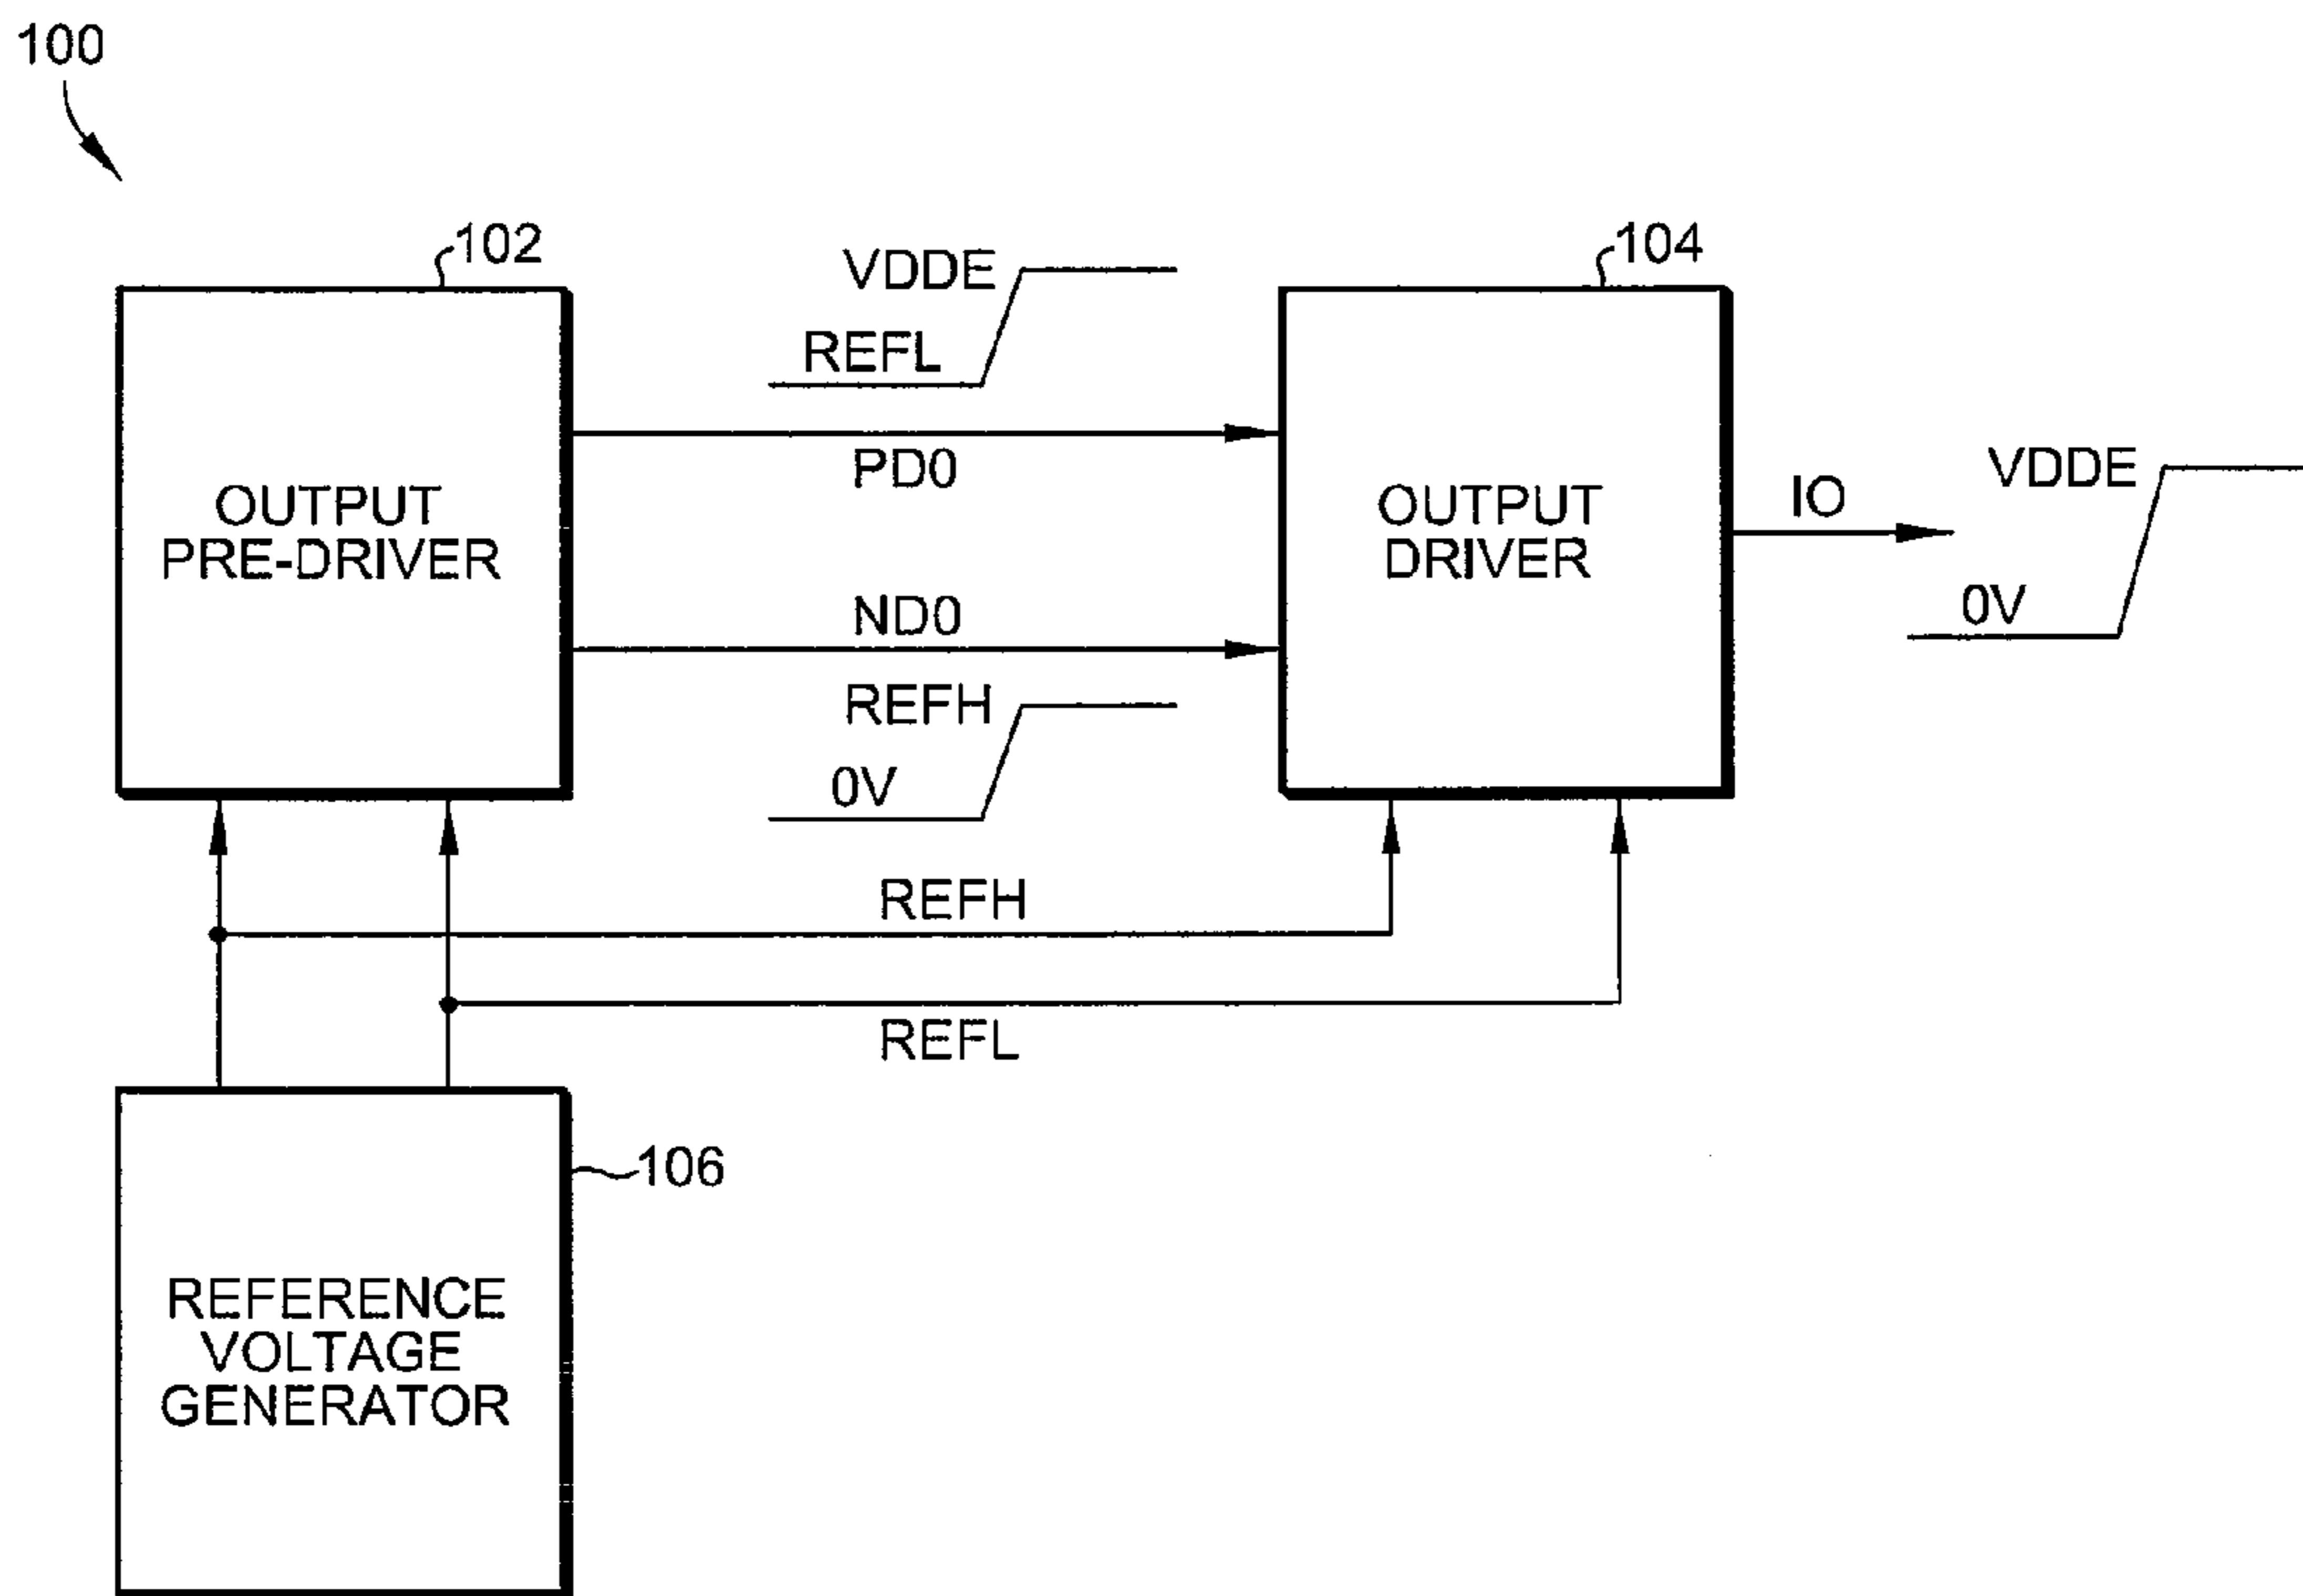 100
102
104
VDDE
REFL
PD0
OUTPUT
PRE-DRIVER
OUTPUT
DRIVER
IO
VDDE
0V
ND0
REFH
0V
REFH
REFL
106
REFERENCE
VOLTAGE
GENERATOR